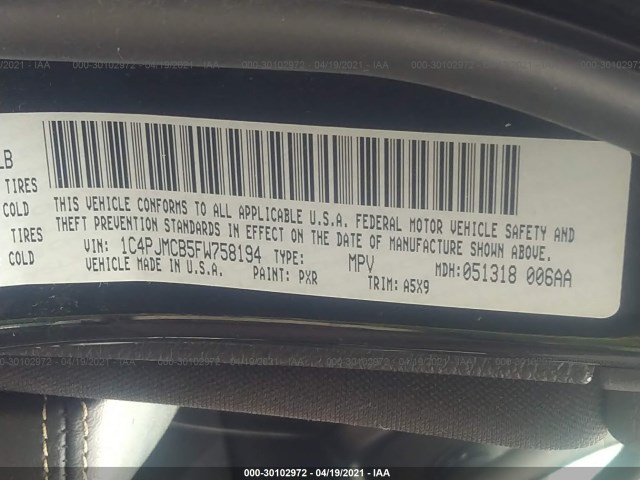 LB
TIRES
COLD
TIRES
COLD
THIS VEHICLE CONFORMS TO ALL APPLICABLE U.S.A. FEDERAL MOTOR VEHICLE SAFETY AND
THEFT PREVENTION STANDARDS IN EFFECT ON THE DATE OF MANUFACTURE SHOWN ABOVE.
VIN: 1C4PJMCB5FW758194 TYPE: MPV MDH:051318 006AA
VEHICLE MADE IN U.S.A. PAINT: PXR TRIM: A5X9
000-30102972 - 04/19/2021 - IAA